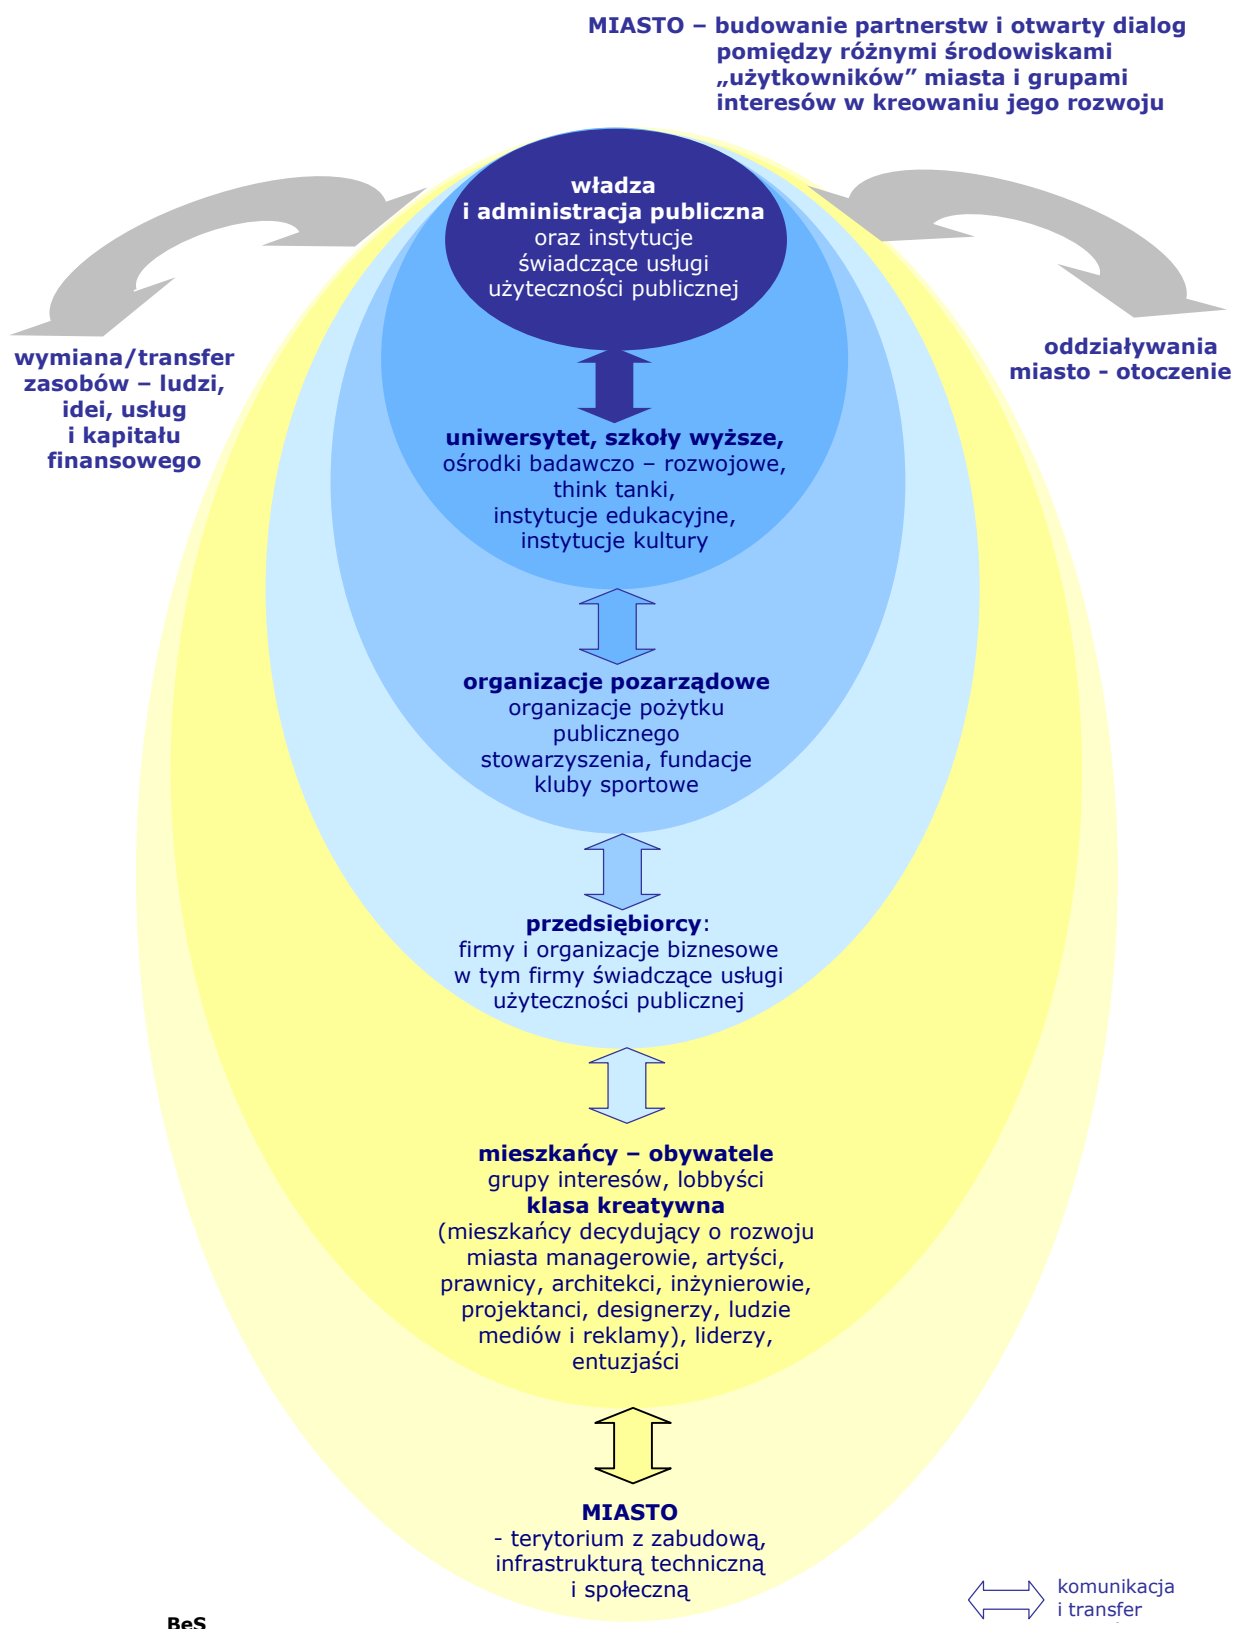 MIASTO – budowanie partnerstw i otwarty dialog
pomiędzy różnymi środowiskami
„użytkowników” miasta i grupami
interesów w kreowaniu jego rozwoju
władza
i administracja publiczna
oraz instytucje
świadczące usługi
użyteczności publicznej
wymiana/transfer
zasobów – ludzi,
idei, usług
i kapitału
finansowego
oddziaływania
miasto - otoczenie
uniwersytet, szkoły wyższe,
ośrodki badawczo – rozwojowe,
think tanki,
instytucje edukacyjne,
instytucje kultury
organizacje pozarządowe
organizacje pożytku
publicznego
stowarzyszenia, fundacje
kluby sportowe
przedsiębiorcy:
firmy i organizacje biznesowe
w tym firmy świadczące usługi
użyteczności publicznej
mieszkańcy – obywatele
grupy interesów, lobbyści
klasa kreatywna
(mieszkańcy decydujący o rozwoju
miasta managerowie, artyści,
prawnicy, architekci, inżynierowie,
projektanci, designerzy, ludzie
mediów i reklamy), liderzy,
entuzjaści
MIASTO
- terytorium z zabudową,
infrastrukturą techniczną
i społeczną
komunikacja
i transfer
BeS